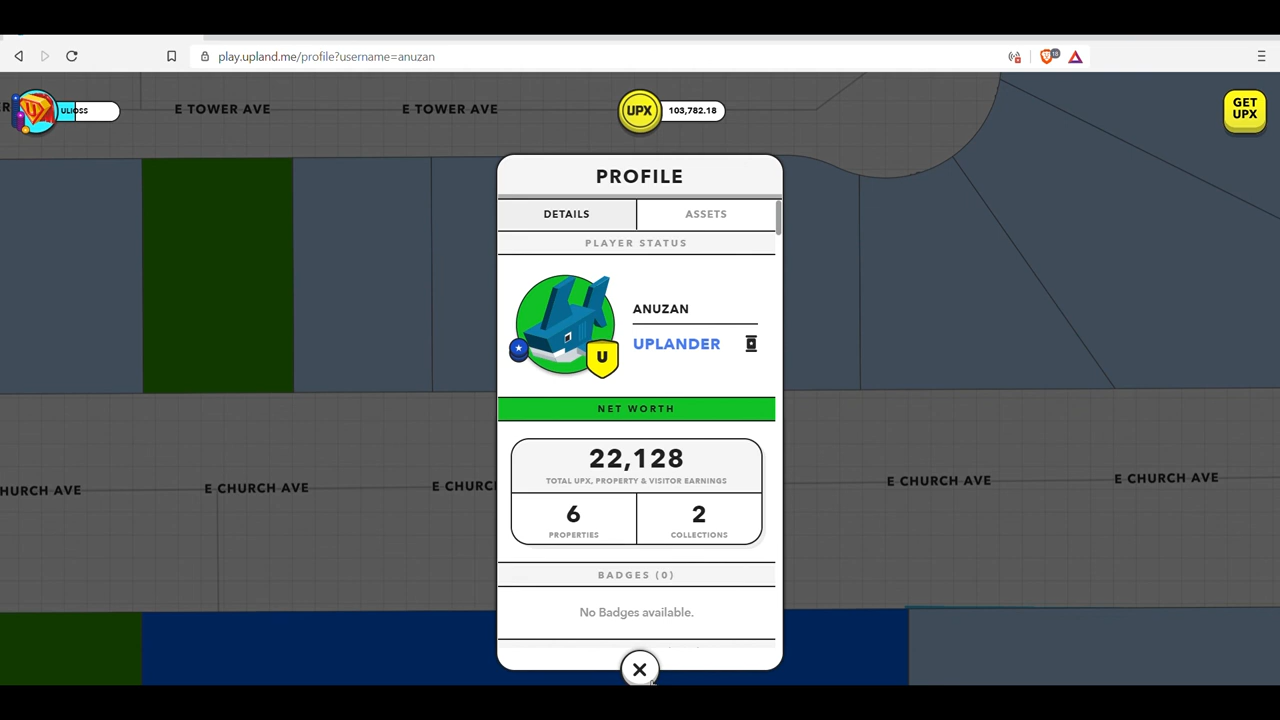 play.upland.me/profile?username=anuzan
18
ULIOSS
E TOWER AVE
E TOWER AVE
UPX
103,782.18
GET
UPX
PROFILE
DETAILS
ASSETS
PLAYER STATUS
ANUZAN
UPLANDER
U
NET WORTH
22,128
TOTAL UPX, PROPERTY & VISITOR EARNINGS
6
2
PROPERTIES
COLLECTIONS
HURCH AVE
E CHURCH AVE
E CHURC
E CHURCH AVE
E CHURCH AVE
BADGES (0)
No Badges available.